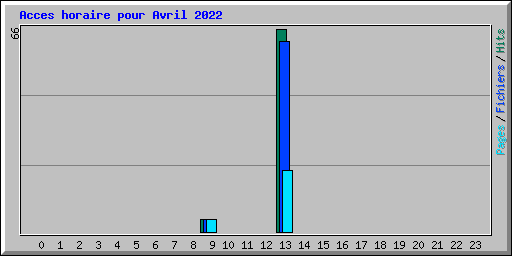 Acces horaire pour Avril 2022
66
Pages / Fichiers / Hits
0 1 2 3 4 5 6 7 8 9 10 11 12 13 14 15 16 17 18 19 20 21 22 23